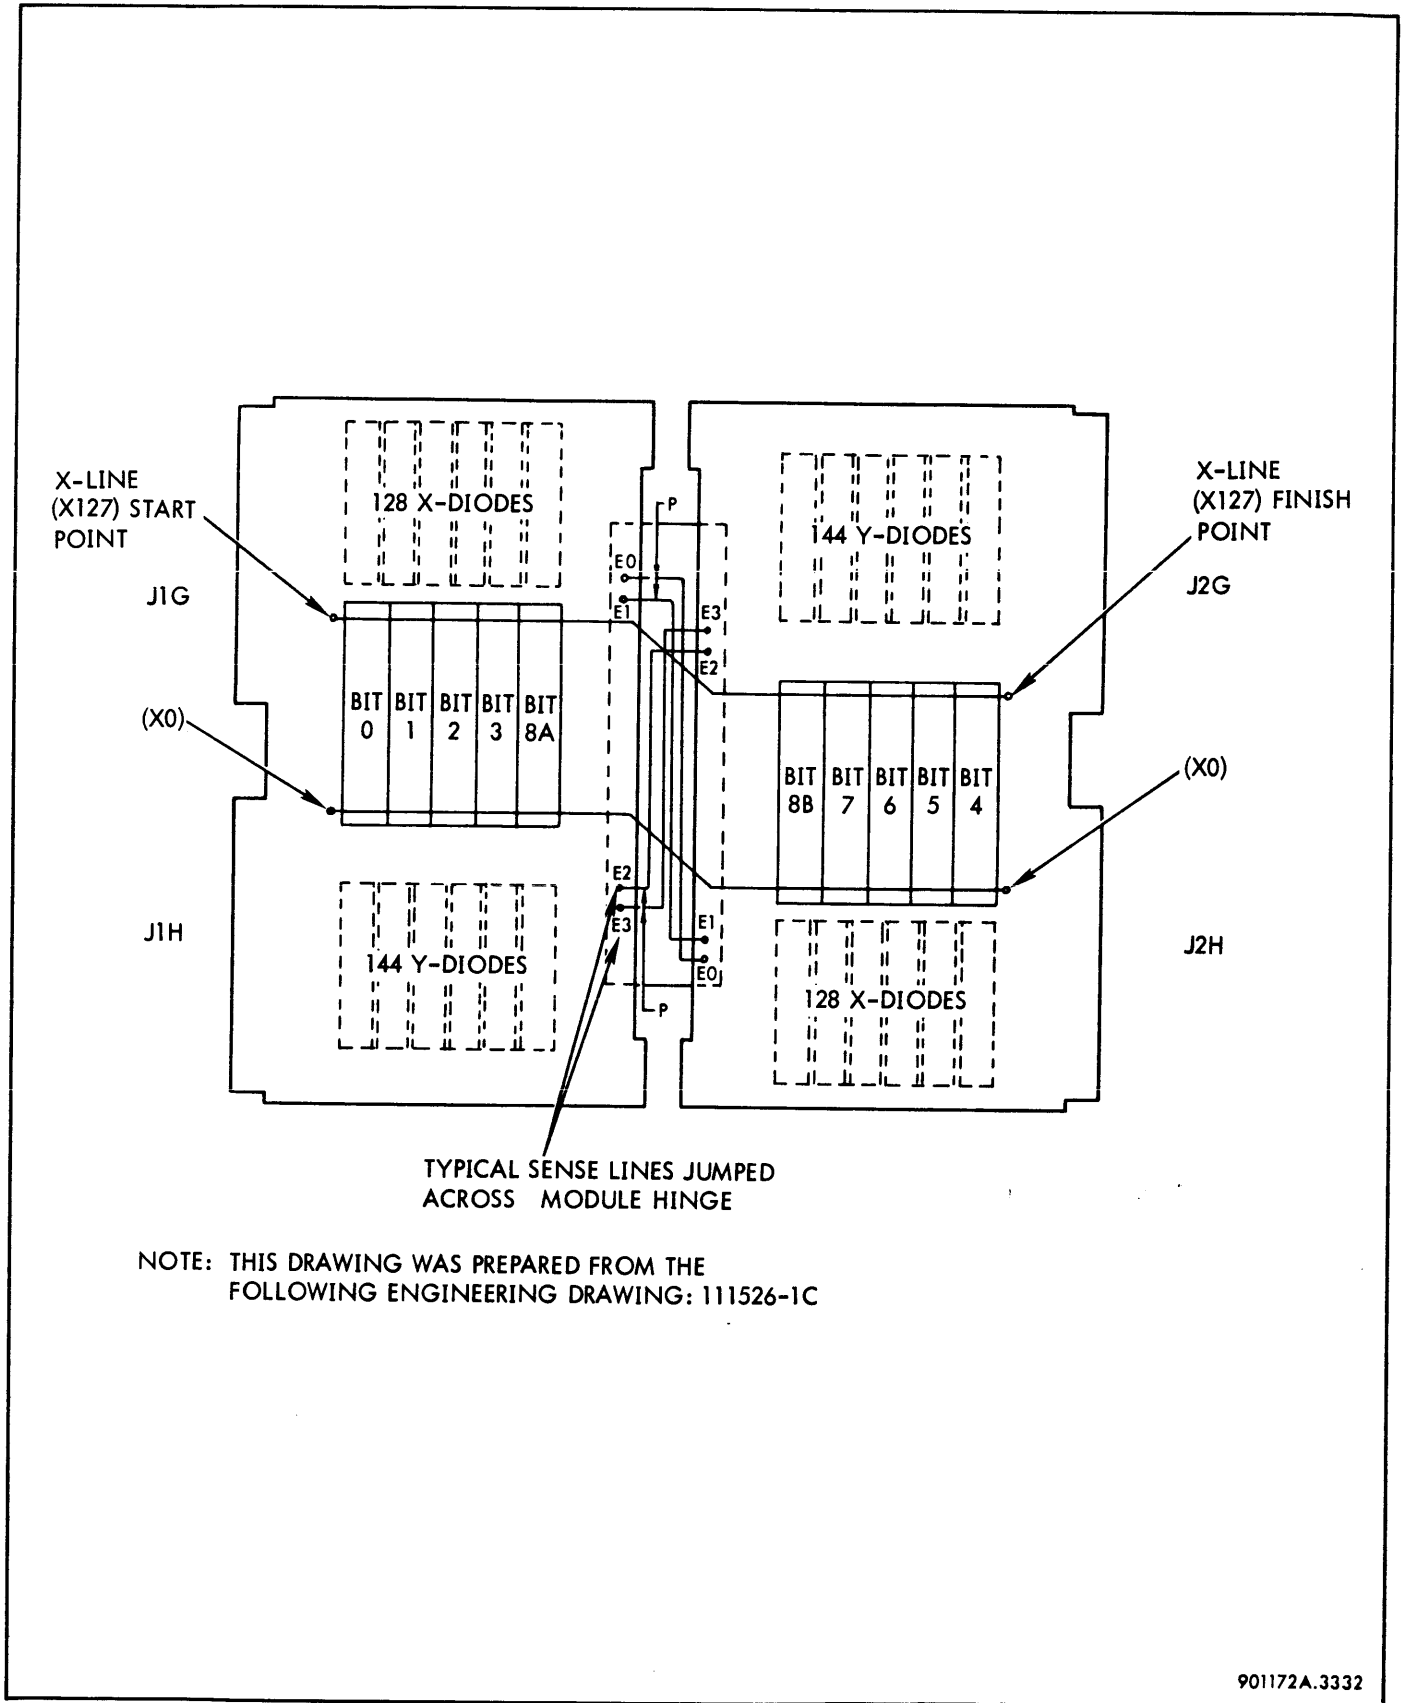 128 X-DIODES
144 Y-DIODES
X-LINE
(X127) START
POINT
X-LINE
(X127) FINISH
POINT
P
E0
E1
E3
E2
J1G
J2G
(X0)
(X0)
BIT
0
BIT
1
BIT
2
BIT
3
BIT
8A
BIT
8B
BIT
7
BIT
6
BIT
5
BIT
4
E2
E3
E1
E0
P
J1H
J2H
144 Y-DIODES
128 X-DIODES
TYPICAL SENSE LINES JUMPED
ACROSS MODULE HINGE
NOTE: THIS DRAWING WAS PREPARED FROM THE
FOLLOWING ENGINEERING DRAWING: 111526-1C
901172A.3332